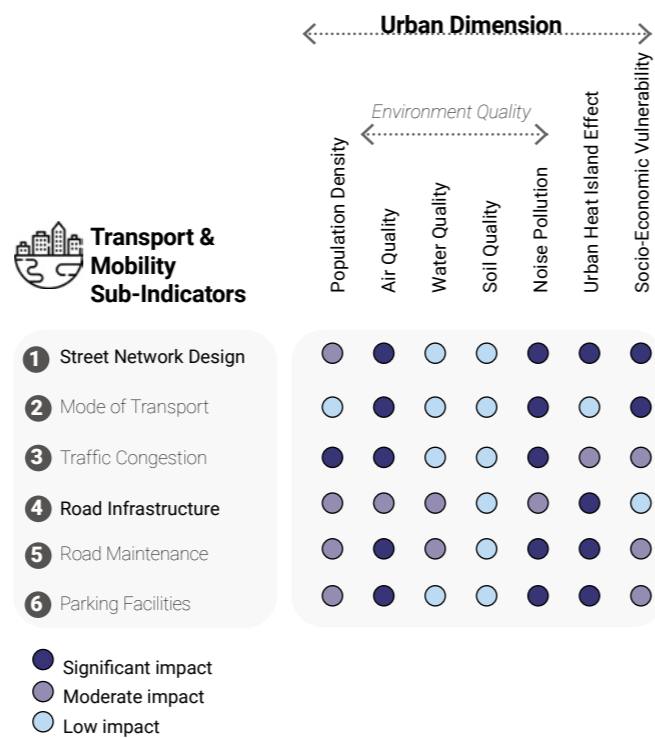 Urban Dimension
Environment Quality
Population Density
Air Quality
Water Quality
Soil Quality
Noise Pollution
Urban Heat Island Effect
Socio-Economic Vulnerability
Transport &
Mobility
Sub-Indicators
1 Street Network Design
2 Mode of Transport
3 Traffic Congestion
4 Road Infrastructure
5 Road Maintenance
6 Parking Facilities
Significant impact
Moderate impact
Low impact